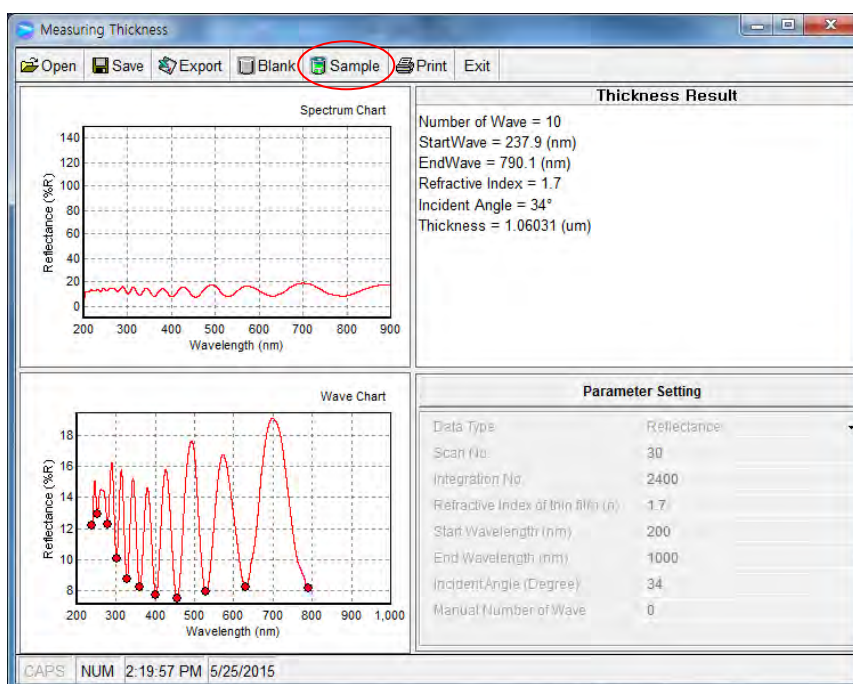 Measuring Thickness
Open Save Export Blank Sample Print Exit
Spectrum Chart
140
120
100
80
60
40
20
0
Reflectance (%R)
200 300 400 500 600 700 800 900
Wavelength (nm)
Thickness Result
Number of Wave = 10
StartWave = 237.9 (nm)
EndWave = 790.1 (nm)
Refractive Index = 1.7
Incident Angle = 34°
Thickness = 1.06031 (um)
Wave Chart
18
16
14
12
10
8
Reflectance (%R)
200 300 400 500 600 700 800 900 1,000
Wavelength (nm)
Parameter Setting
Data Type Reflectance
Scan No. 30
Integration No. 2400
Refractive Index of thin film (n) 1.7
Start Wavelength (nm) 200
End Wavelength (nm) 1000
Incident Angle (Degree) 34
Manual Number of Wave 0
CAPS NUM 2:19:57 PM 5/25/2015